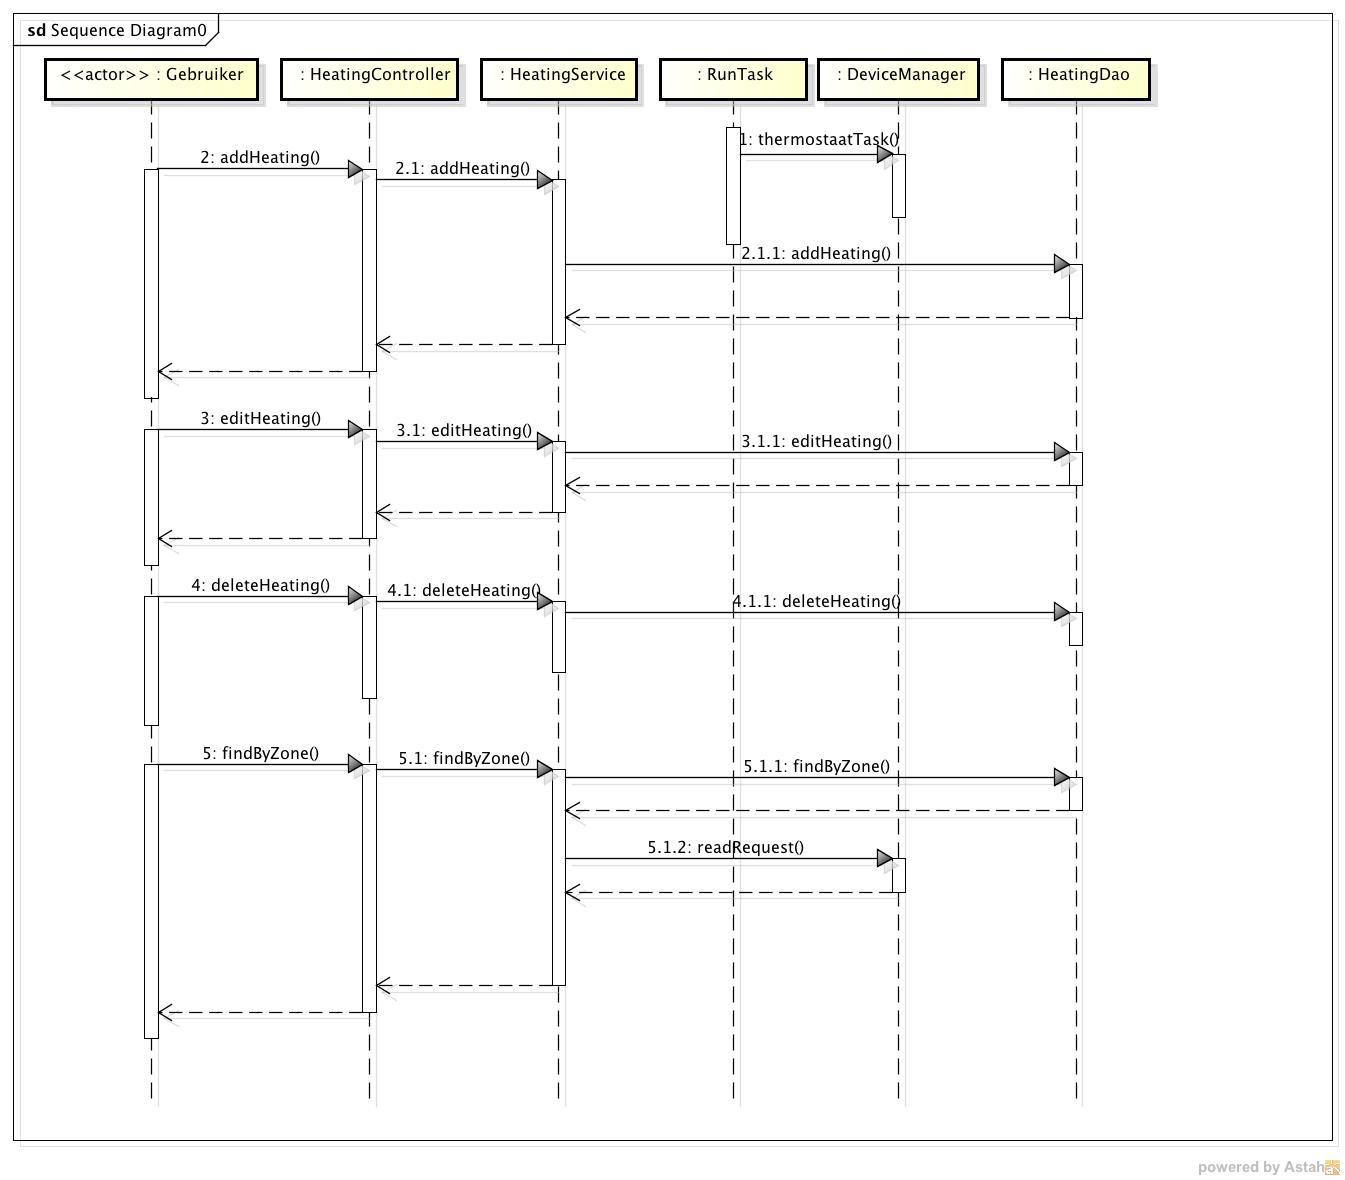 sd Sequence Diagram0
<<actor>> : Gebruiker
: HeatingController
: HeatingService
: RunTask
: DeviceManager
: HeatingDao
1: thermostaatTask()
2: addHeating()
2.1: addHeating()
2.1.1: addHeating()
3: editHeating()
3.1: editHeating()
3.1.1: editHeating()
4: deleteHeating()
4.1: deleteHeating()
4.1.1: deleteHeating()
5: findByZone()
5.1: findByZone()
5.1.1: findByZone()
5.1.2: readRequest()
powered by Astah